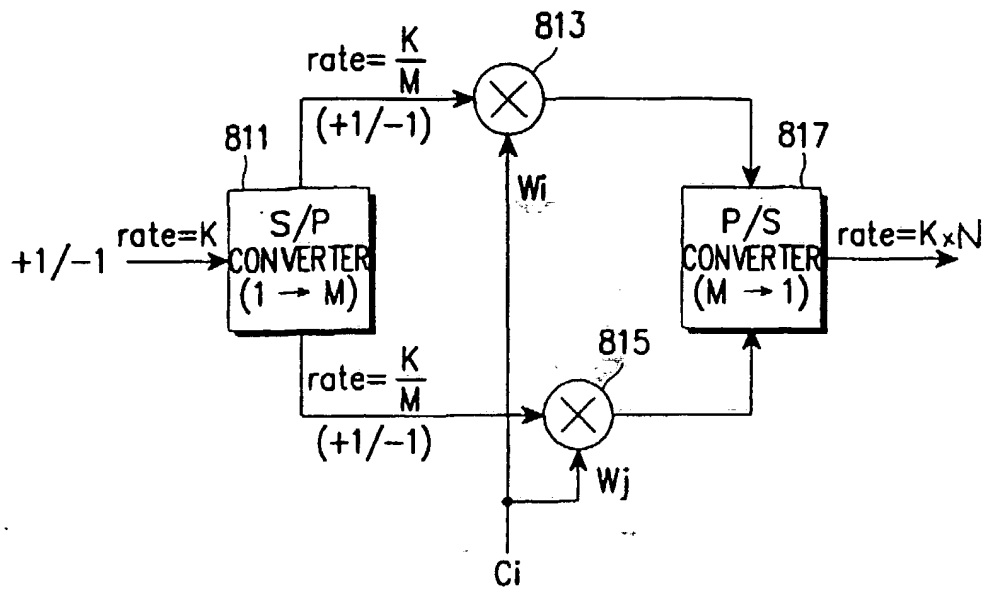 813
rate= K/M
(+1/-1)
811
817
Wi
S/P
CONVERTER
(1 → M)
P/S
CONVERTER
(M → 1)
rate=K
+1/-1
rate=K×N
815
rate= K/M
(+1/-1)
Wj
Ci